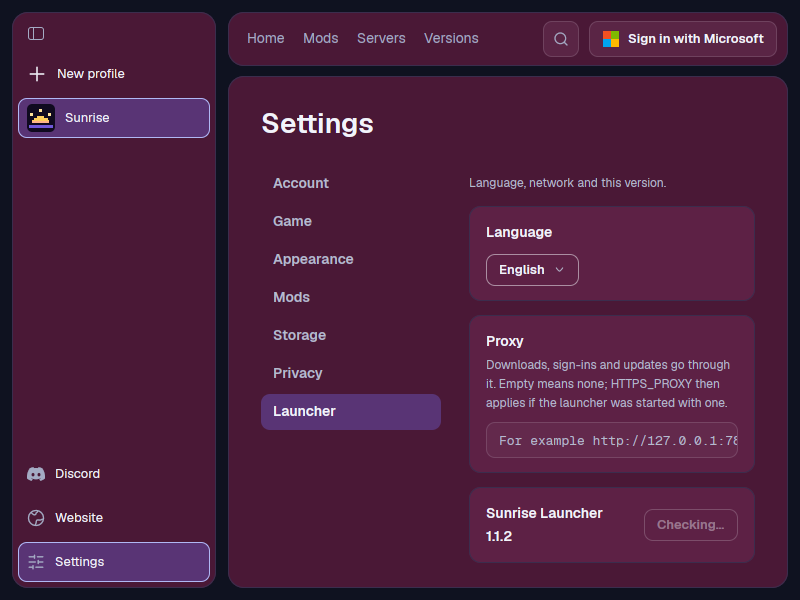 New profile
Sunrise
Discord
Website
Settings
Home
Mods
Servers
Versions
Sign in with Microsoft
Settings
Account
Game
Appearance
Mods
Storage
Privacy
Launcher
Language, network and this version.
Language
English
Proxy
Downloads, sign-ins and updates go through
it. Empty means none; HTTPS_PROXY then
applies if the launcher was started with one.
For example http://127.0.0.1:78
Sunrise Launcher
1.1.2
Checking...